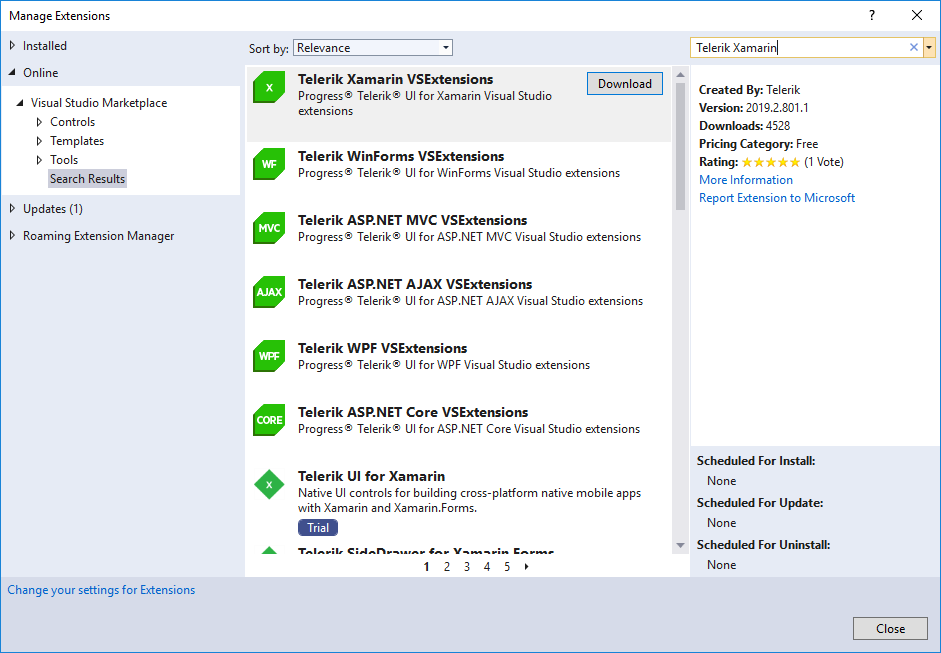 Manage Extensions
?
Installed
Online
Visual Studio Marketplace
Controls
Templates
Tools
Search Results
Updates (1)
Roaming Extension Manager
Sort by: Relevance
X
Telerik Xamarin VSExtensions
Progress® Telerik® UI for Xamarin Visual Studio
extensions
Download
WF
Telerik WinForms VSExtensions
Progress® Telerik® UI for WinForms Visual Studio extensions
MVC
Telerik ASP.NET MVC VSExtensions
Progress® Telerik® UI for ASP.NET MVC Visual Studio extensions
AJAX
Telerik ASP.NET AJAX VSExtensions
Progress® Telerik® UI for ASP.NET AJAX Visual Studio extensions
WPF
Telerik WPF VSExtensions
Progress® Telerik® UI for WPF Visual Studio extensions
CORE
Telerik ASP.NET Core VSExtensions
Progress® Telerik® UI for ASP.NET Core Visual Studio extensions
X
Telerik UI for Xamarin
Native UI controls for building cross-platform native mobile apps
with Xamarin and Xamarin.Forms.
Trial
Telerik SideDrawer for Xamarin Forms
1 2 3 4 5
Telerik Xamarin
Created By: Telerik
Version: 2019.2.801.1
Downloads: 4528
Pricing Category: Free
Rating: (1 Vote)
More Information
Report Extension to Microsoft
Scheduled For Install:
None
Scheduled For Update:
None
Scheduled For Uninstall:
None
Change your settings for Extensions
Close